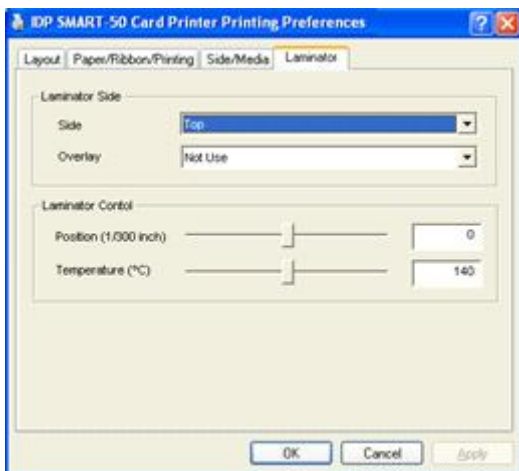 IDP SMART-50 Card Printer Printing Preferences
Layout Paper/Ribbon/Printing Side/Media Laminator
Laminator Side
Side Top
Overlay Not Use
Laminator Contol
Position (1/300 inch) 0
Temperature (ºC) 140
OK Cancel Apply